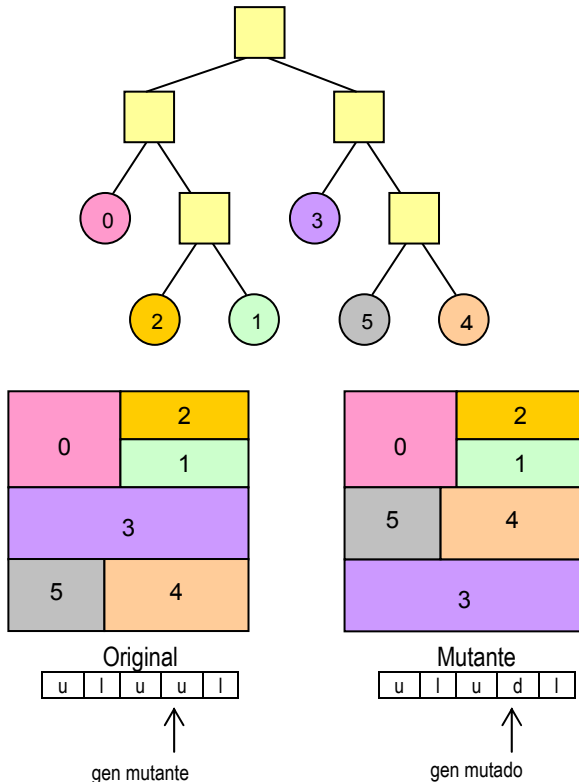 0 3
2 1 5 4
0 2 1 3 5 4
0 2 1 5 4 3
Original Mutante
u l u u l
u l u d l
gen mutante gen mutado